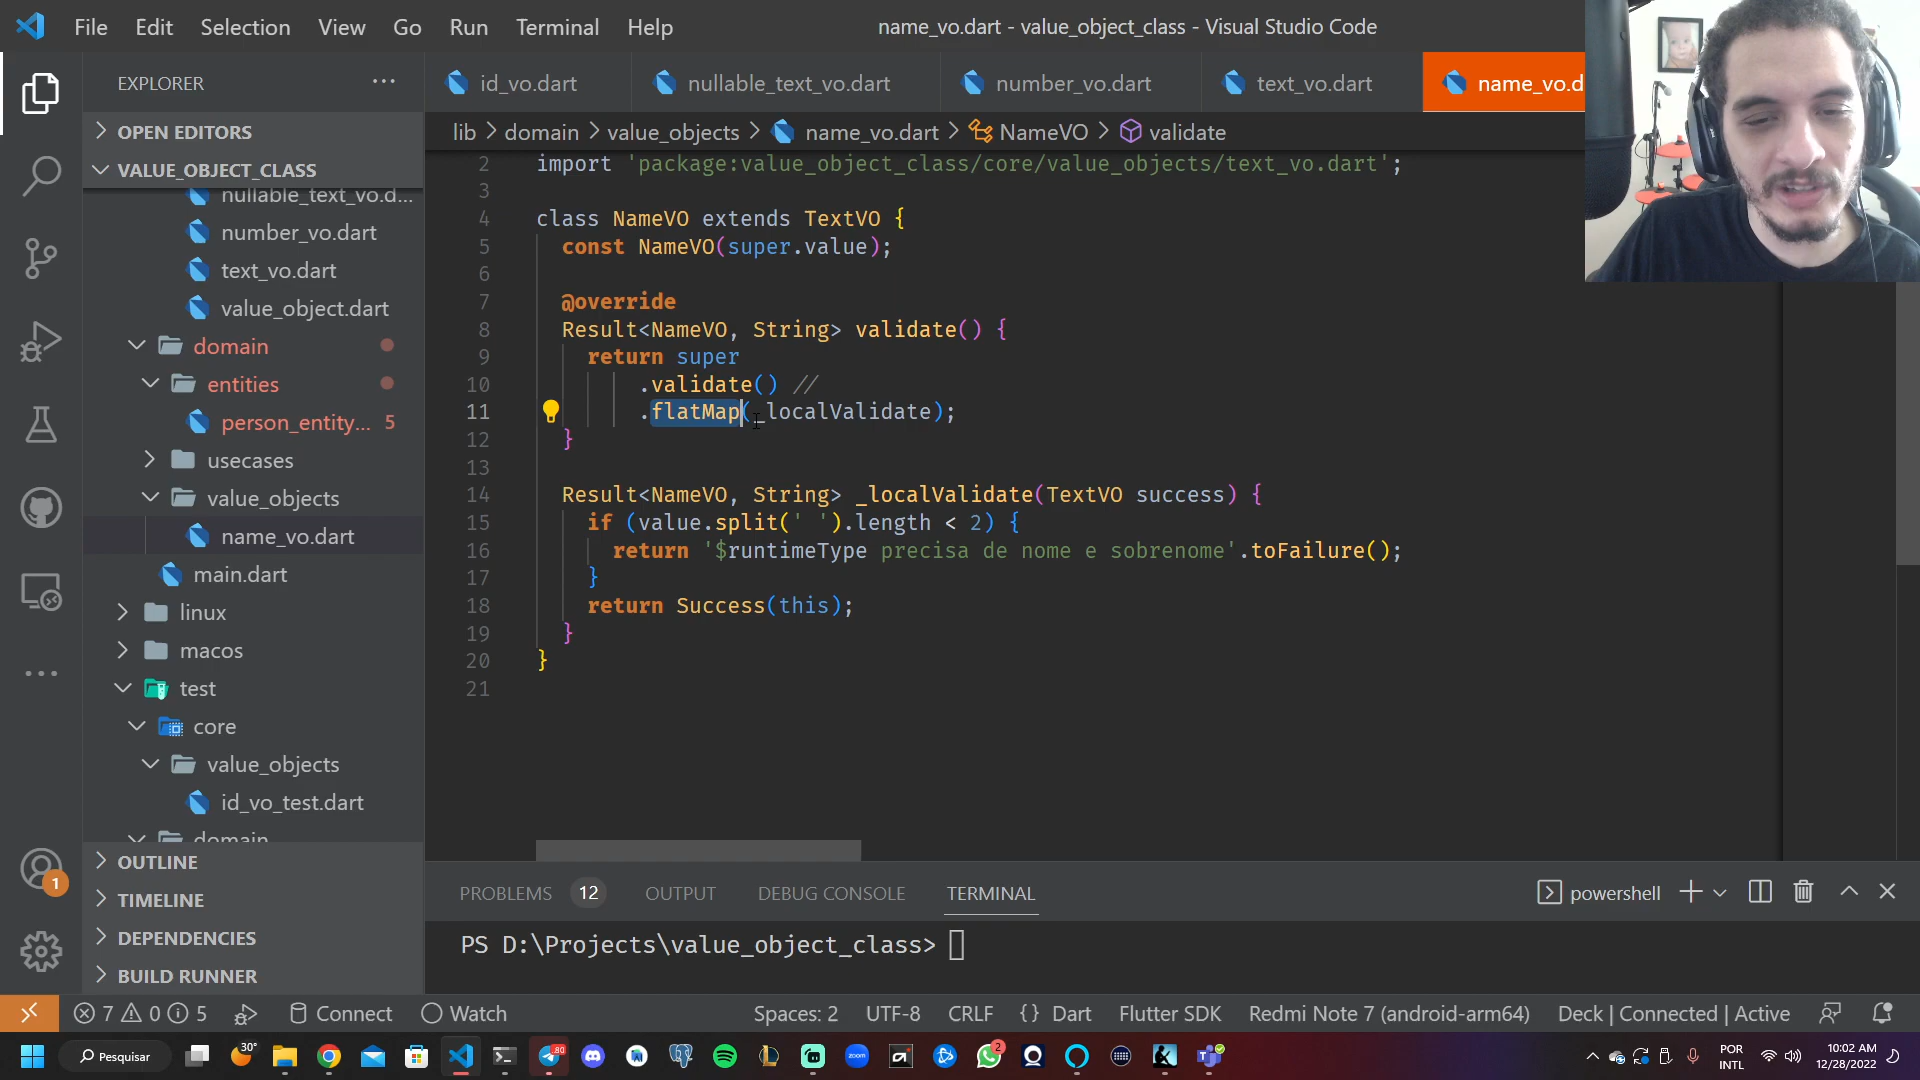 File Edit Selection View Go Run Terminal Help
name_vo.dart - value_object_class - Visual Studio Code
EXPLORER ...
id_vo.dart
nullable_text_vo.dart
number_vo.dart
text_vo.dart
name_vo.d
OPEN EDITORS
VALUE_OBJECT_CLASS
nullable_text_vo.d...
number_vo.dart
text_vo.dart
value_object.dart
domain
entities
person_entity... 5
usecases
value_objects
name_vo.dart
main.dart
linux
macos
test
core
value_objects
id_vo_test.dart
domain
OUTLINE
TIMELINE
DEPENDENCIES
BUILD RUNNER
1
lib > domain > value_objects > name_vo.dart > NameVO > validate
2 import 'package:value_object_class/core/value_objects/text_vo.dart';
3
4 class NameVO extends TextVO {
5 const NameVO(super.value);
6
7 @override
8 Result<NameVO, String> validate() {
9 return super
10 .validate() //
11 .flatMap(_localValidate);
12 }
13
14 Result<NameVO, String> _localValidate(TextVO success) {
15 if (value.split(' ').length < 2) {
16 return '$runtimeType precisa de nome e sobrenome'.toFailure();
17 }
18 return Success(this);
19 }
20 }
21
PROBLEMS 12 OUTPUT DEBUG CONSOLE TERMINAL
powershell
PS D:\Projects\value_object_class>
7 0 5 Connect Watch
Spaces: 2 UTF-8 CRLF {} Dart Flutter SDK Redmi Note 7 (android-arm64) Deck | Connected | Active
Pesquisar
30°
80
zoom
2
POR
INTL
10:02 AM
12/28/2022